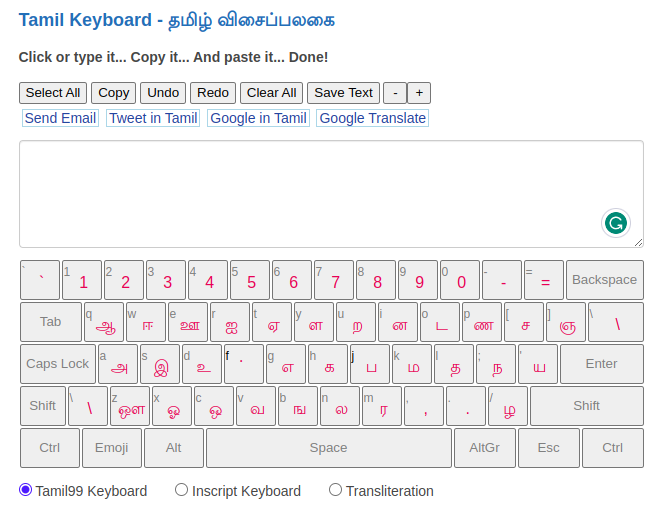 Tamil Keyboard - தமிழ் விசைப்பலகை
Click or type it... Copy it... And paste it... Done!
Select All Copy Undo Redo Clear All Save Text - +
Send Email Tweet in Tamil Google in Tamil Google Translate
` ` 1 1 2 2 3 3 4 4 5 5 6 6 7 7 8 8 9 9 0 0 - - = = Backspace
Tab q ஆ w ஈ e ஊ r ஐ t ஏ y ள u ற i ன o ட p ண [ ச ] ஞ \ \
Caps Lock a அ s இ d உ f ் g எ h க j ப k ம l த ; ந ' ய Enter
Shift \ \ z ஔ x ஓ c ஒ v வ b ங n ல m ர , , . . / ழ Shift
Ctrl Emoji Alt Space AltGr Esc Ctrl
Tamil99 Keyboard Inscript Keyboard Transliteration